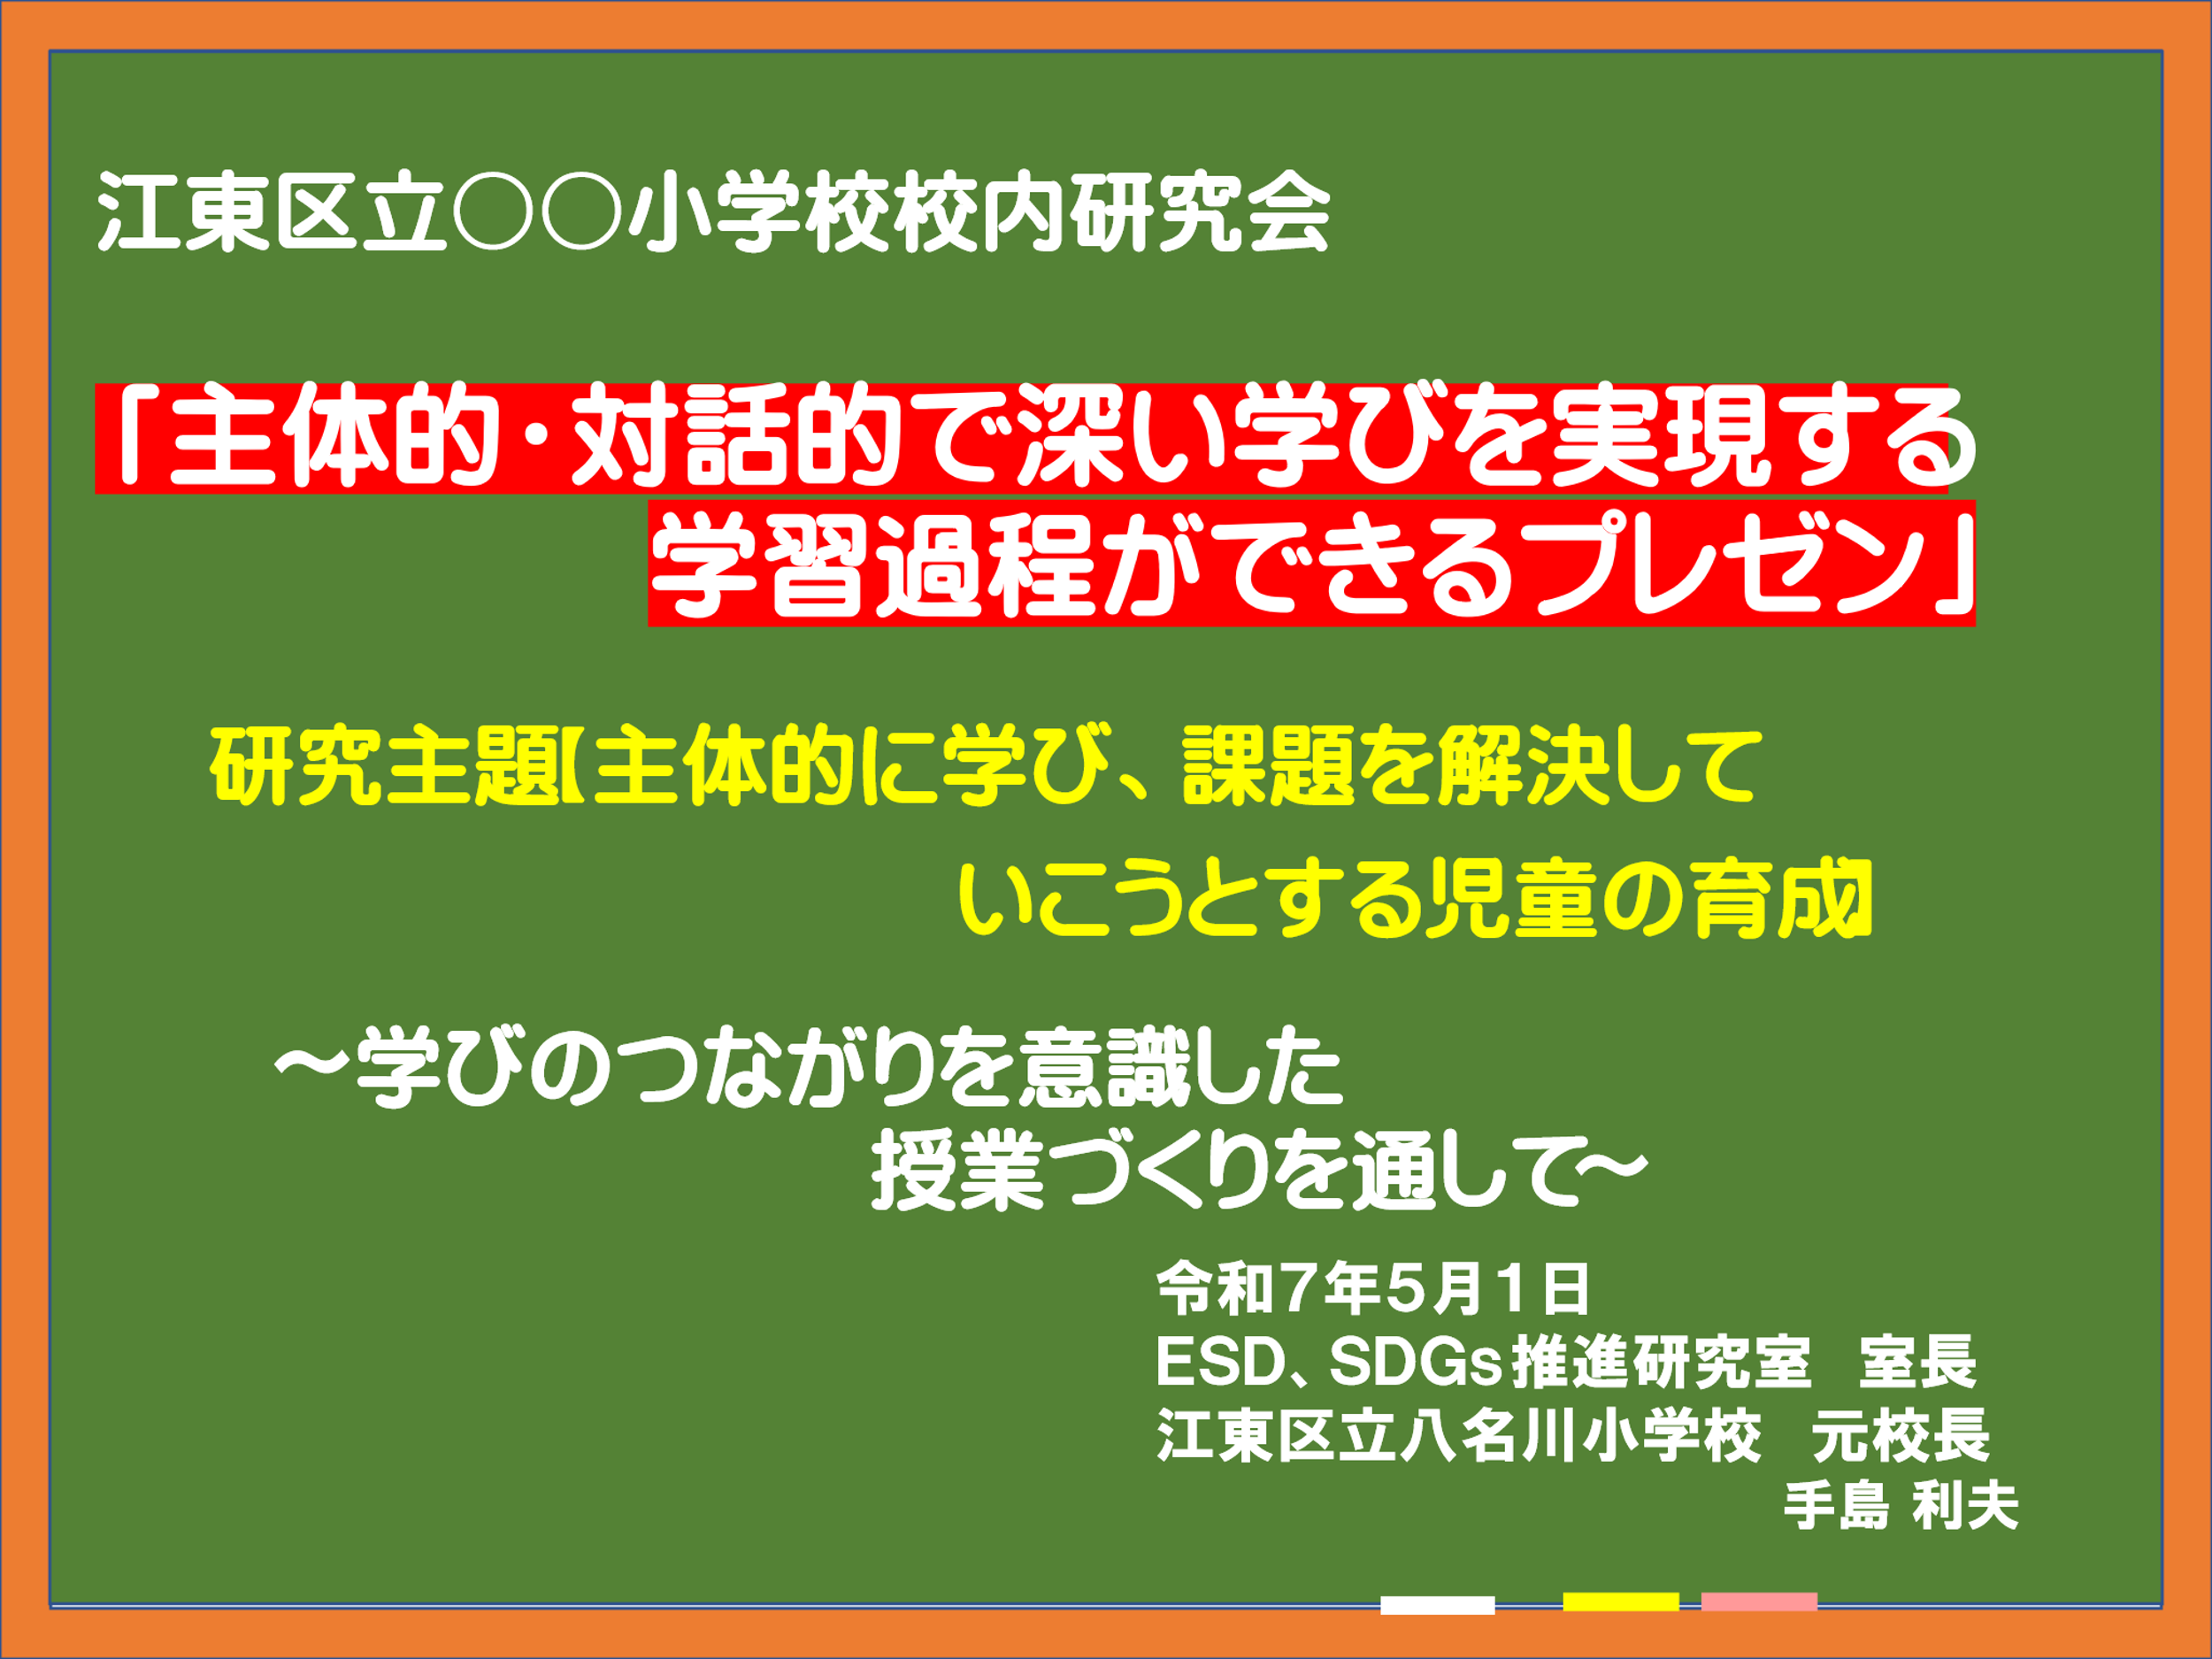 江東区立〇〇小学校校内研究会
「主体的・対話的で深い学びを実現する
学習過程ができるプレゼン」
研究主題【主体的に学び、課題を解決して
いこうとする児童の育成】
～学びのつながりを意識した
授業づくりを通して～
令和7年5月1日
ESD、SDGs推進研究室　室長
江東区立八名川小学校　元校長
手島 利夫